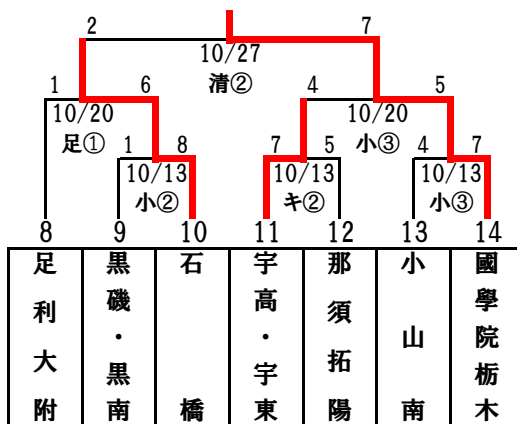 2 7
10/27
清②
1 6 4 5
10/20 10/20
足① 小③
1 8 7 5 4 7
10/13 10/13 10/13
小② キ② 小③
8 9 10 11 12 13 14
足利大附
黒磯・黒南
石橋
宇高・宇東
那須拓陽
小山南
國學院栃木